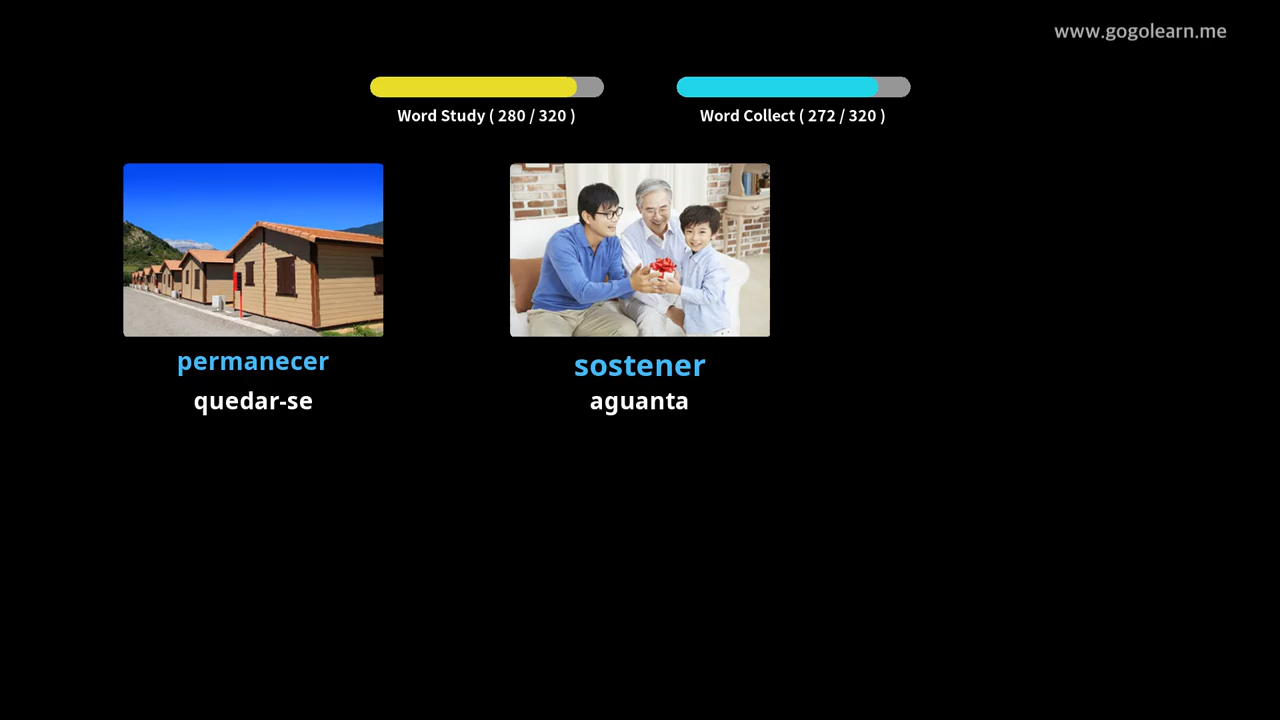 www.gogolearn.me
Word Study ( 280 / 320 )
Word Collect ( 272 / 320 )
permanecer
quedar-se
sostener
aguanta